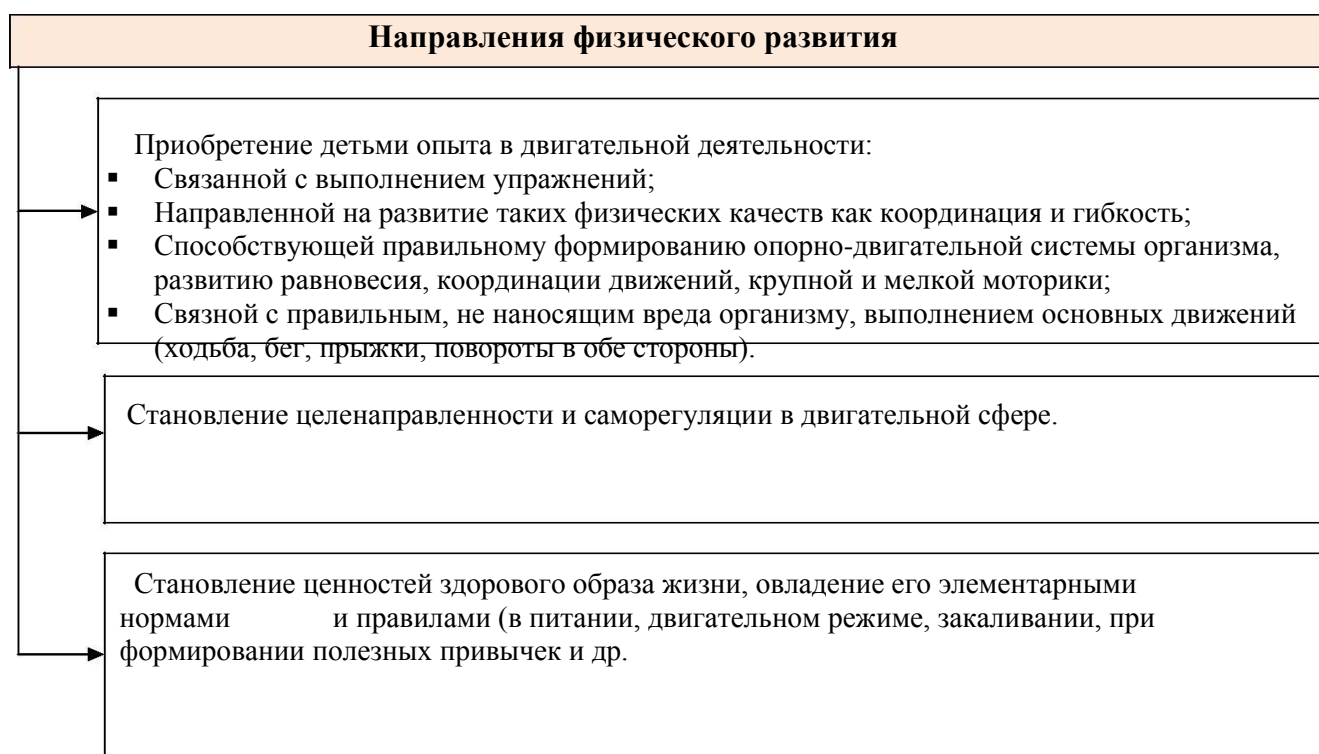 Направления физического развития
Приобретение детьми опыта в двигательной деятельности:
▪ Связанной с выполнением упражнений;
▪ Направленной на развитие таких физических качеств как координация и гибкость;
▪ Способствующей правильному формированию опорно-двигательной системы организма,
развитию равновесия, координации движений, крупной и мелкой моторики;
▪ Связной с правильным, не наносящим вреда организму, выполнением основных движений
(ходьба, бег, прыжки, повороты в обе стороны).
Становление целенаправленности и саморегуляции в двигательной сфере.
Становление ценностей здорового образа жизни, овладение его элементарными
нормами и правилами (в питании, двигательном режиме, закаливании, при
формировании полезных привычек и др.